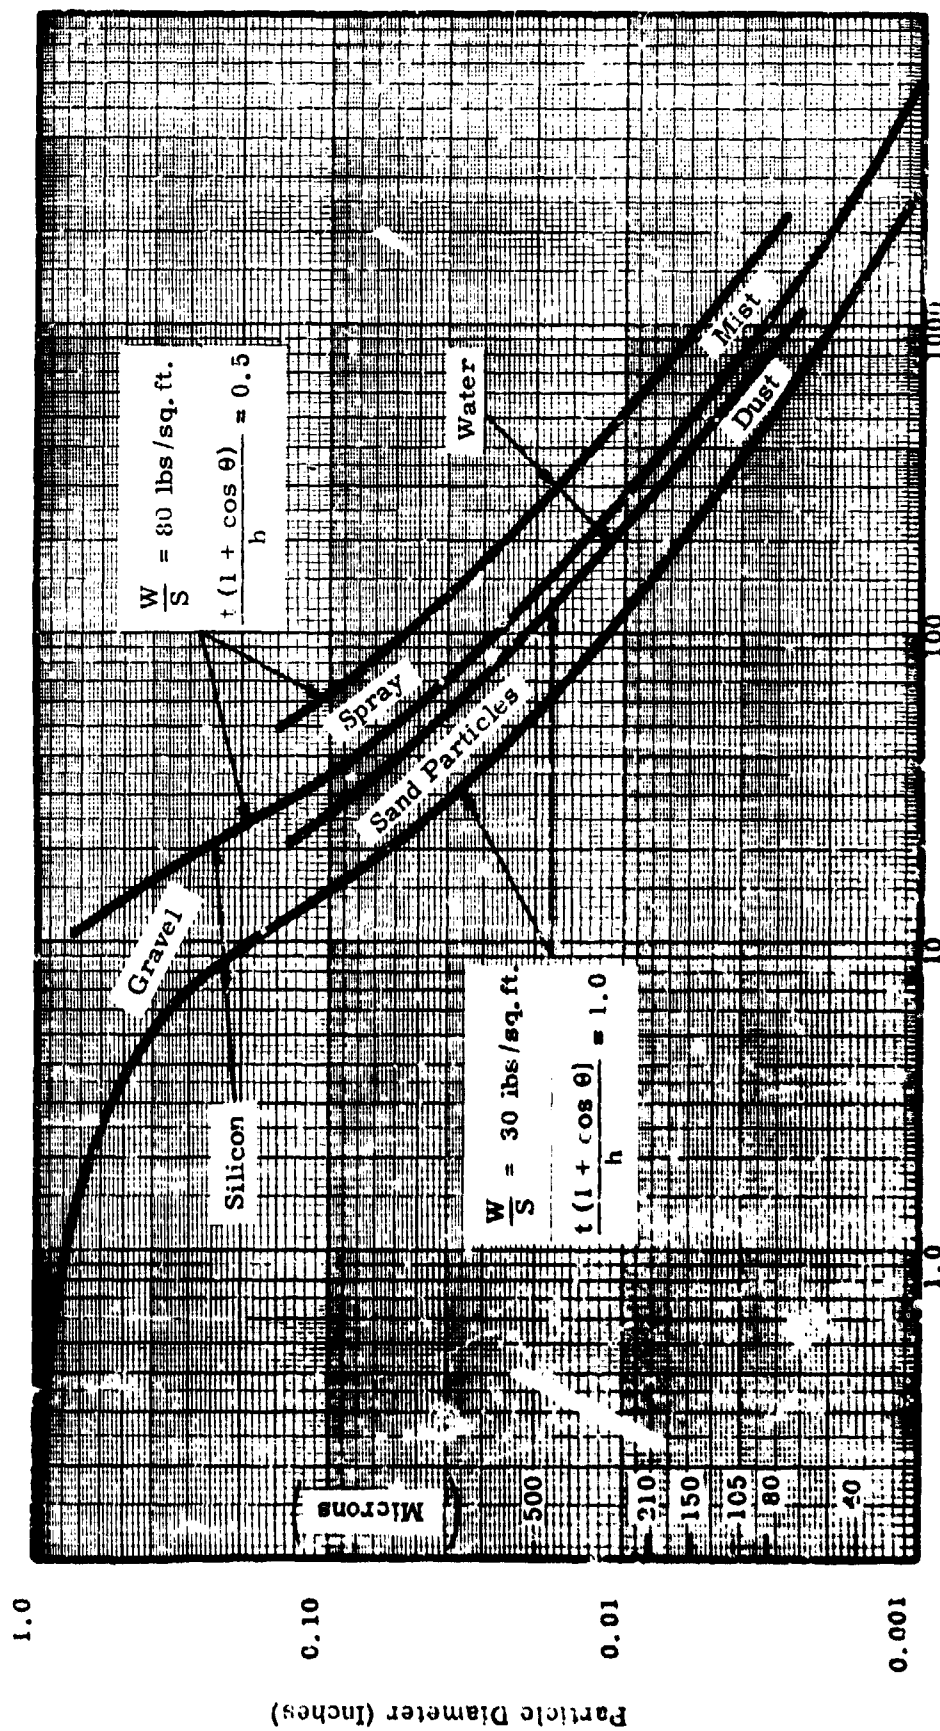 Particle Diameter (Inches)
1.0
0.10
0.01
0.001
(Microns)
500
210
150
105
80
40
1.0
10
100
1000
W
S
= 80 lbs/sq. ft.
t (1 + cos θ)
h
= 0.5
Gravel
Spray
Sand Particles
Mist
Dust
Water
Silicon
W
S
= 30 lbs/sq. ft.
t (1 + cos θ)
h
= 1.0